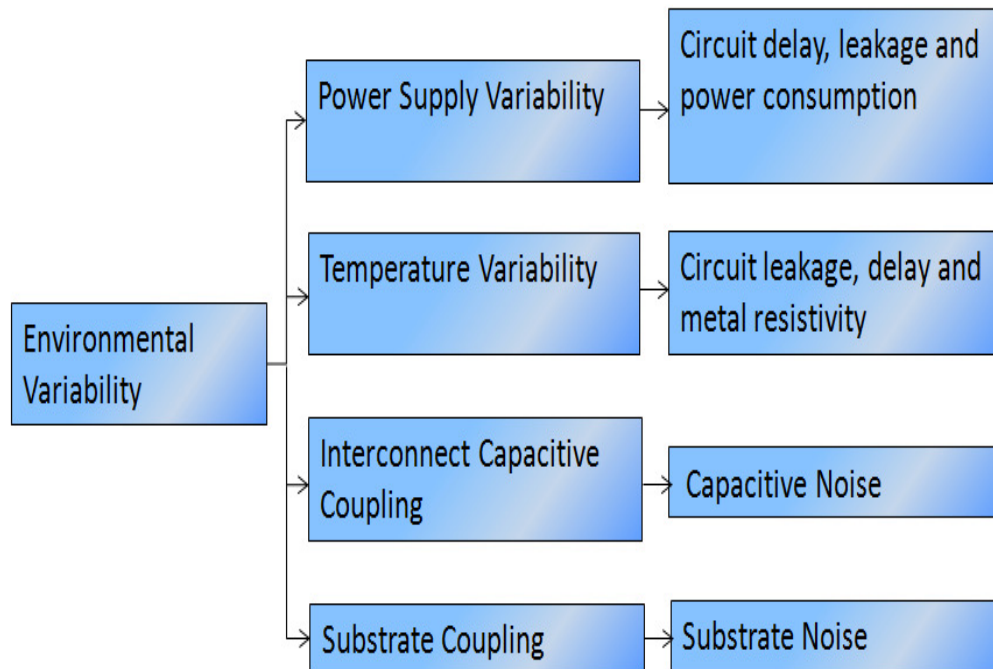 Power Supply Variability
Circuit delay, leakage and
power consumption
Temperature Variability
Circuit leakage, delay and
metal resistivity
Environmental
Variability
Interconnect Capacitive
Coupling
Capacitive Noise
Substrate Coupling
Substrate Noise